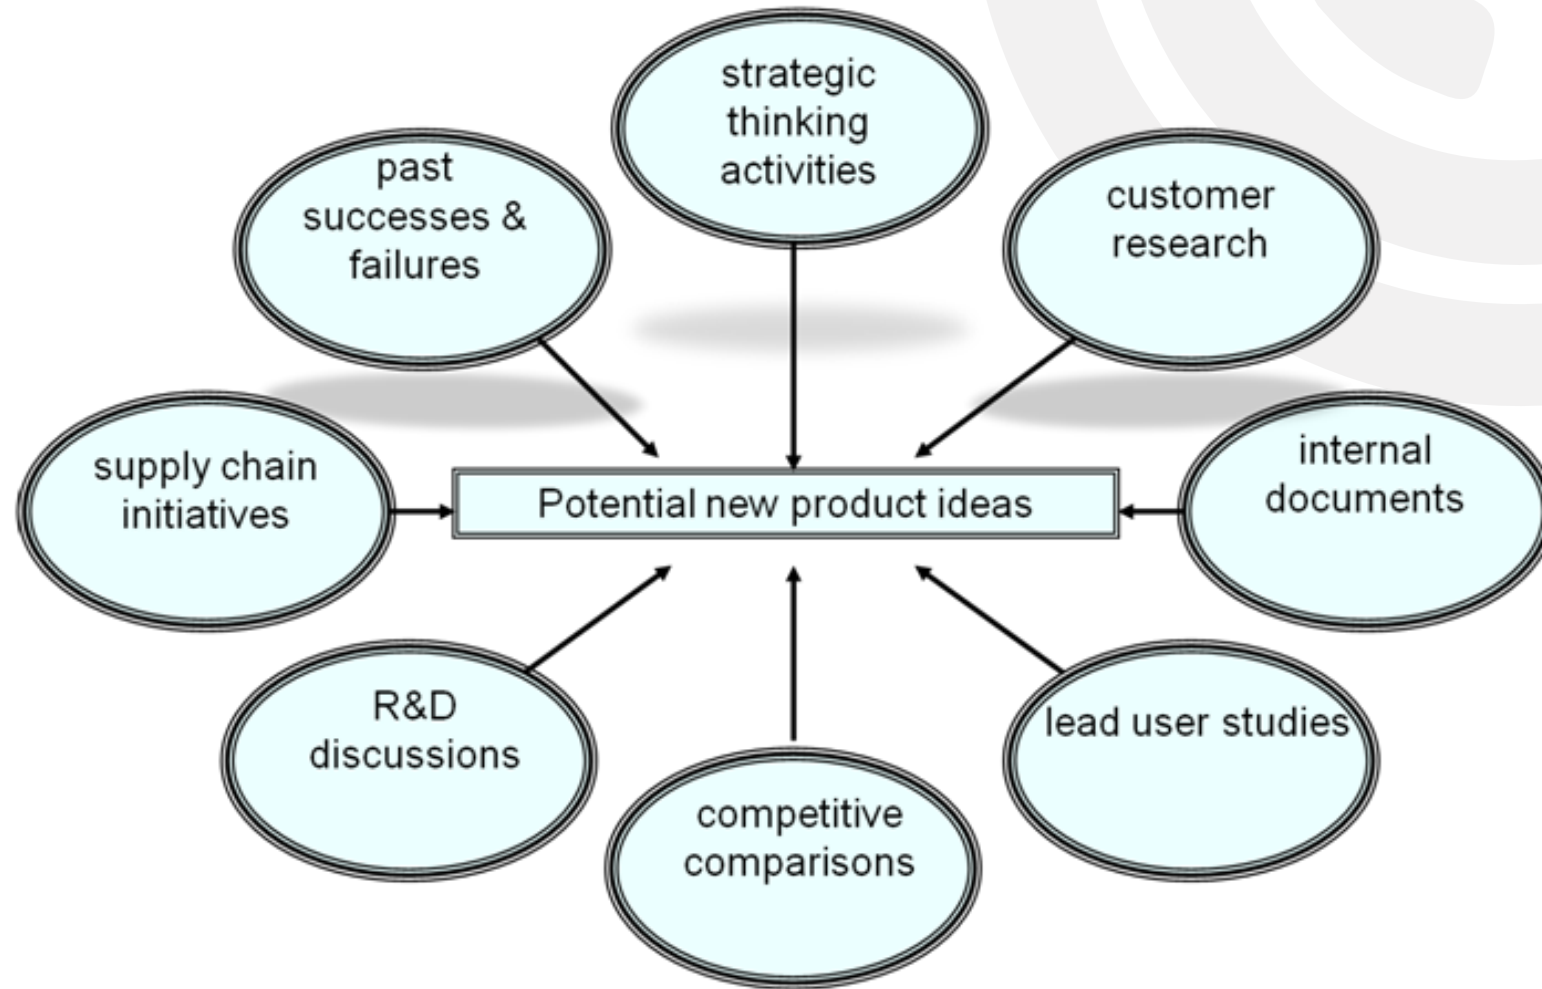 strategic
thinking
activities
past
successes &
failures
customer
research
supply chain
initiatives
Potential new product ideas
internal
documents
R&D
discussions
lead user studies
competitive
comparisons